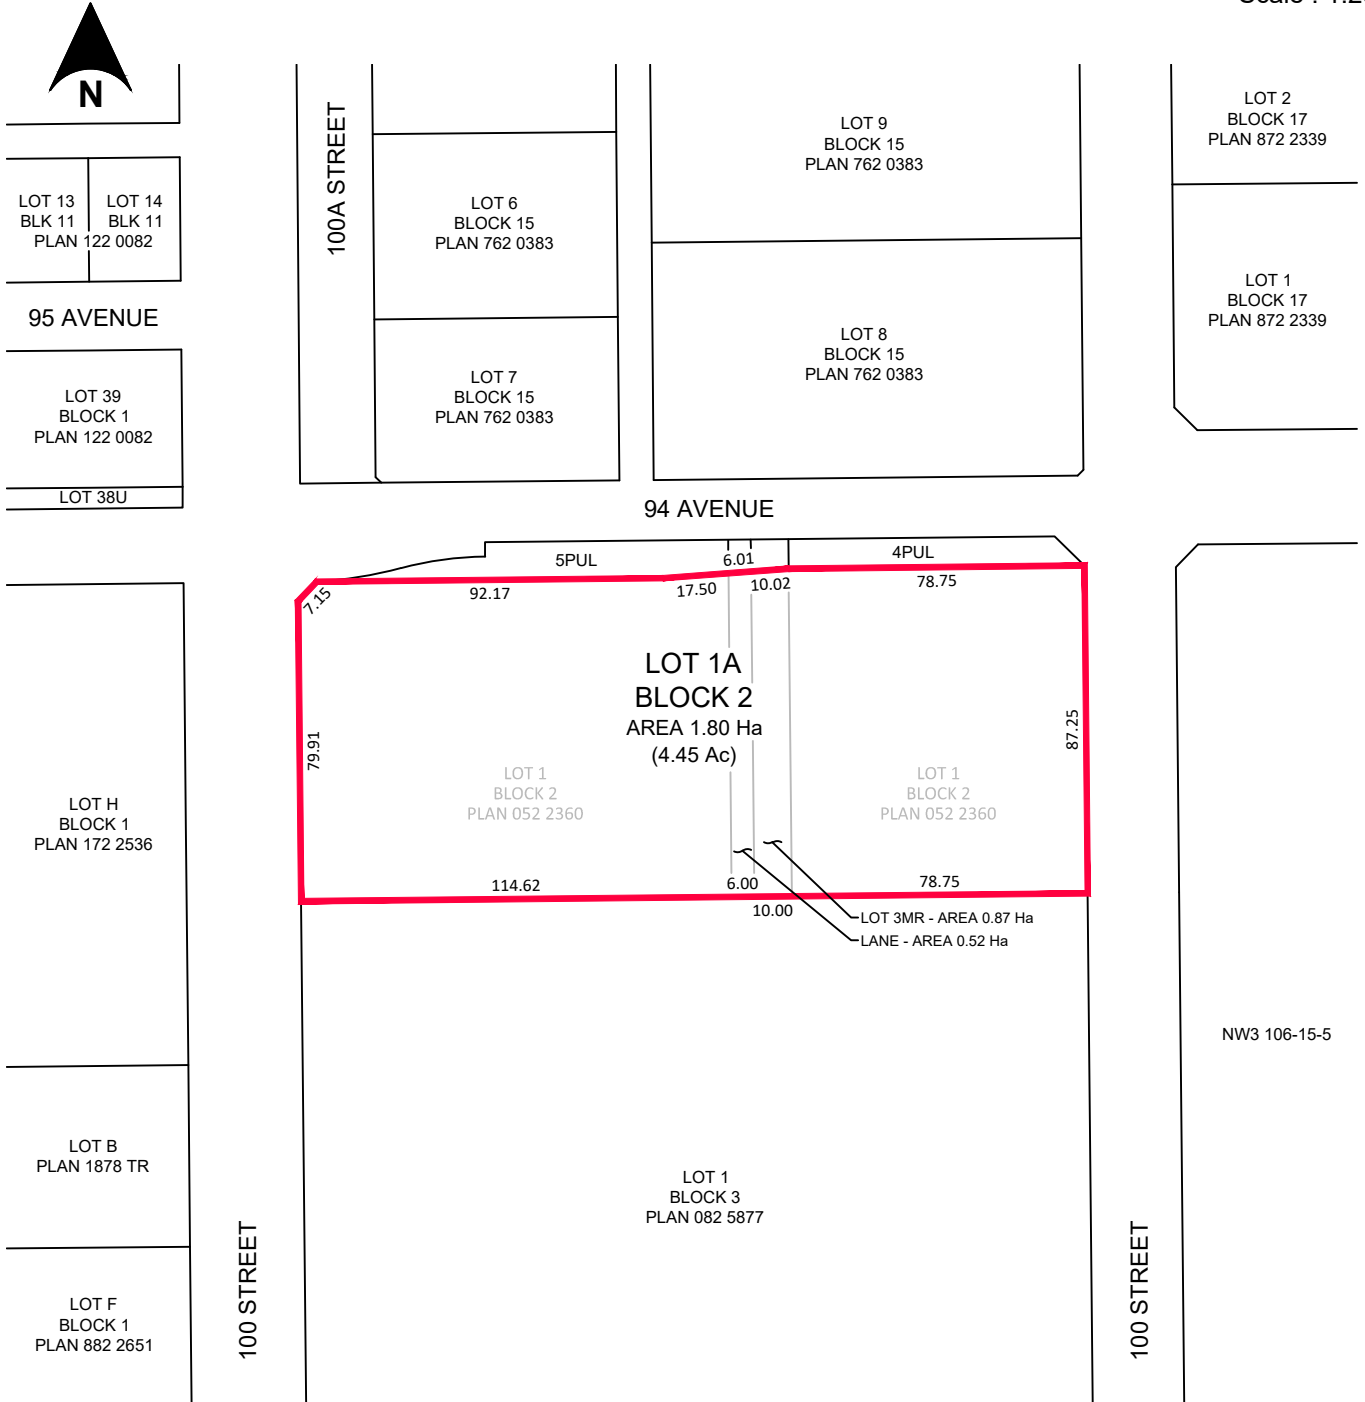 N
LOT 13
BLK 11
LOT 14
BLK 11
PLAN 122 0082
95 AVENUE
LOT 39
BLOCK 1
PLAN 122 0082
LOT 38U
100A STREET
LOT 6
BLOCK 15
PLAN 762 0383
LOT 7
BLOCK 15
PLAN 762 0383
LOT 9
BLOCK 15
PLAN 762 0383
LOT 8
BLOCK 15
PLAN 762 0383
LOT 2
BLOCK 17
PLAN 872 2339
LOT 1
BLOCK 17
PLAN 872 2339
94 AVENUE
5PUL
6.01
4PUL
7.15
92.17
17.50
10.02
78.75
LOT 1A
BLOCK 2
AREA 1.80 Ha
(4.45 Ac)
79.91
87.25
LOT 1
BLOCK 2
PLAN 052 2360
LOT 1
BLOCK 2
PLAN 052 2360
114.62
6.00
78.75
10.00
LOT 3MR - AREA 0.87 Ha
LANE - AREA 0.52 Ha
LOT H
BLOCK 1
PLAN 172 2536
NW3 106-15-5
LOT B
PLAN 1878 TR
LOT 1
BLOCK 3
PLAN 082 5877
100 STREET
100 STREET
LOT F
BLOCK 1
PLAN 882 2651